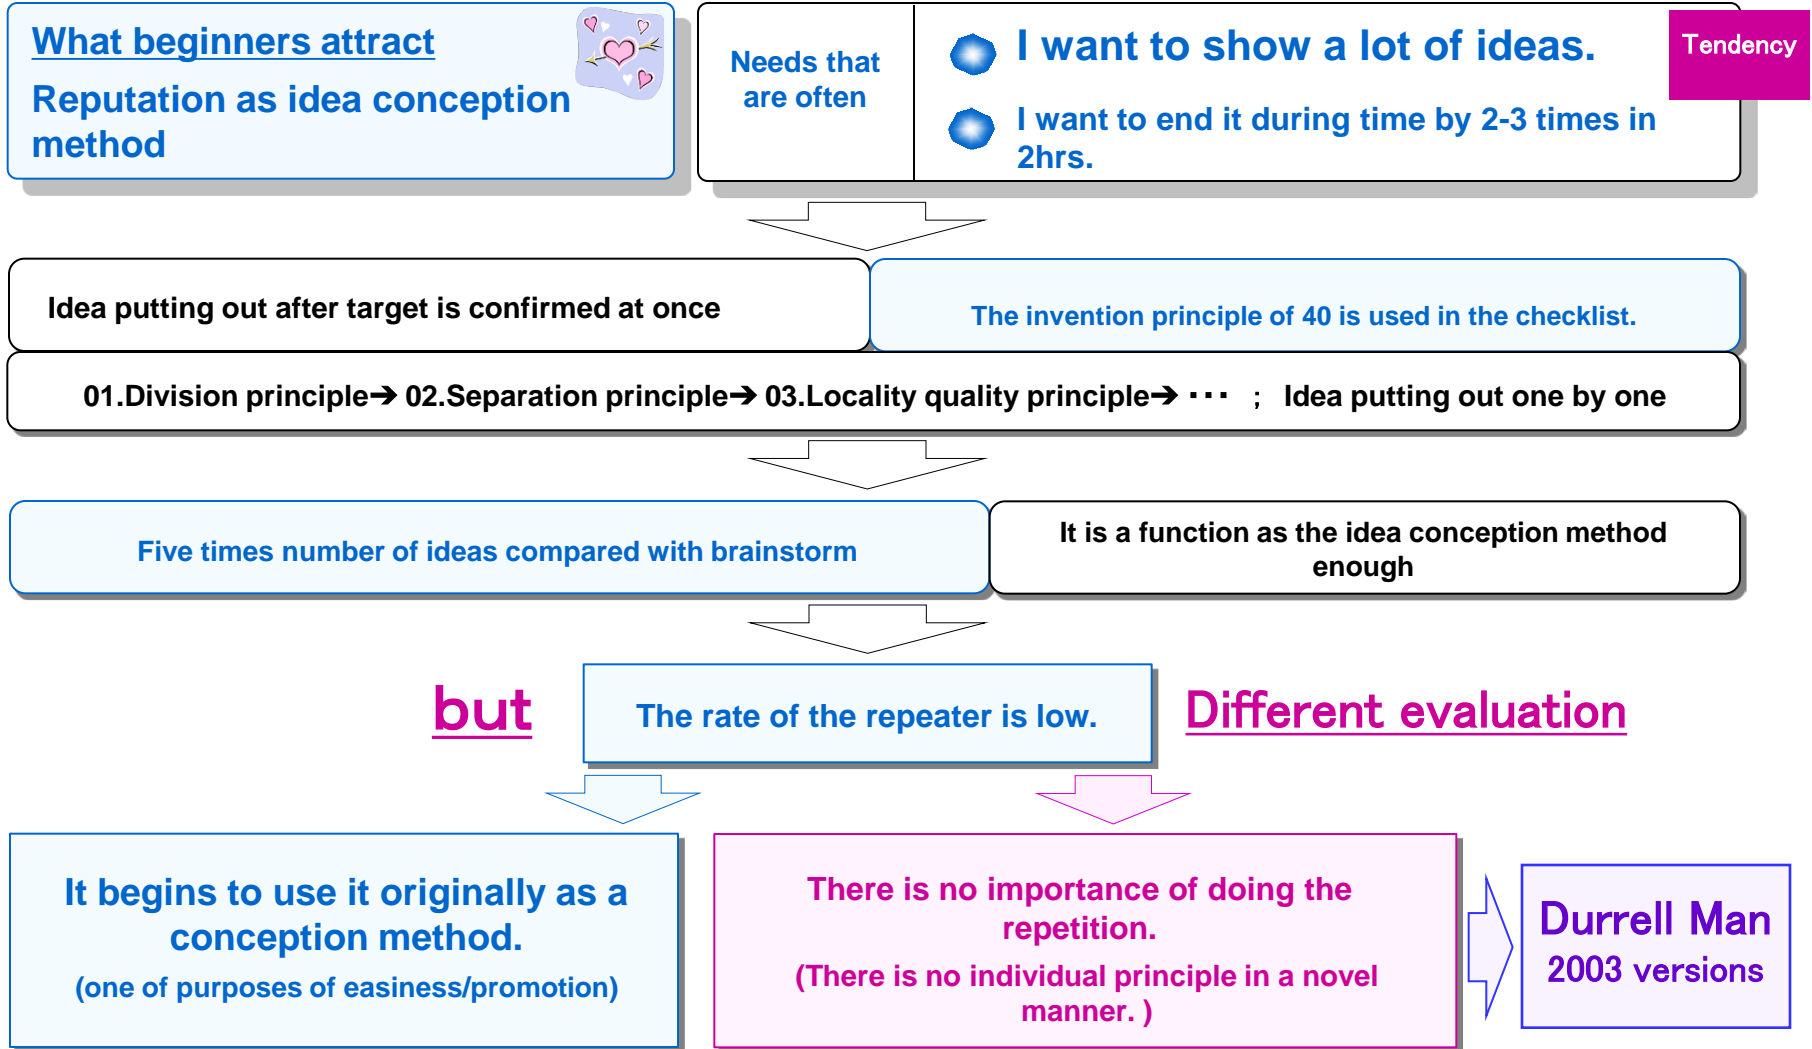 What beginners attract
Reputation as idea conception
method
Needs that
are often
I want to show a lot of ideas.
I want to end it during time by 2-3 times in
2hrs.
Tendency
Idea putting out after target is confirmed at once
The invention principle of 40 is used in the checklist.
01.Division principle➔ 02.Separation principle➔ 03.Locality quality principle➔ ･･･ ； Idea putting out one by one
Five times number of ideas compared with brainstorm
It is a function as the idea conception method
enough
but
The rate of the repeater is low.
Different evaluation
It begins to use it originally as a
conception method.
(one of purposes of easiness/promotion)
There is no importance of doing the
repetition.
(There is no individual principle in a novel
manner. )
Durrell Man
2003 versions